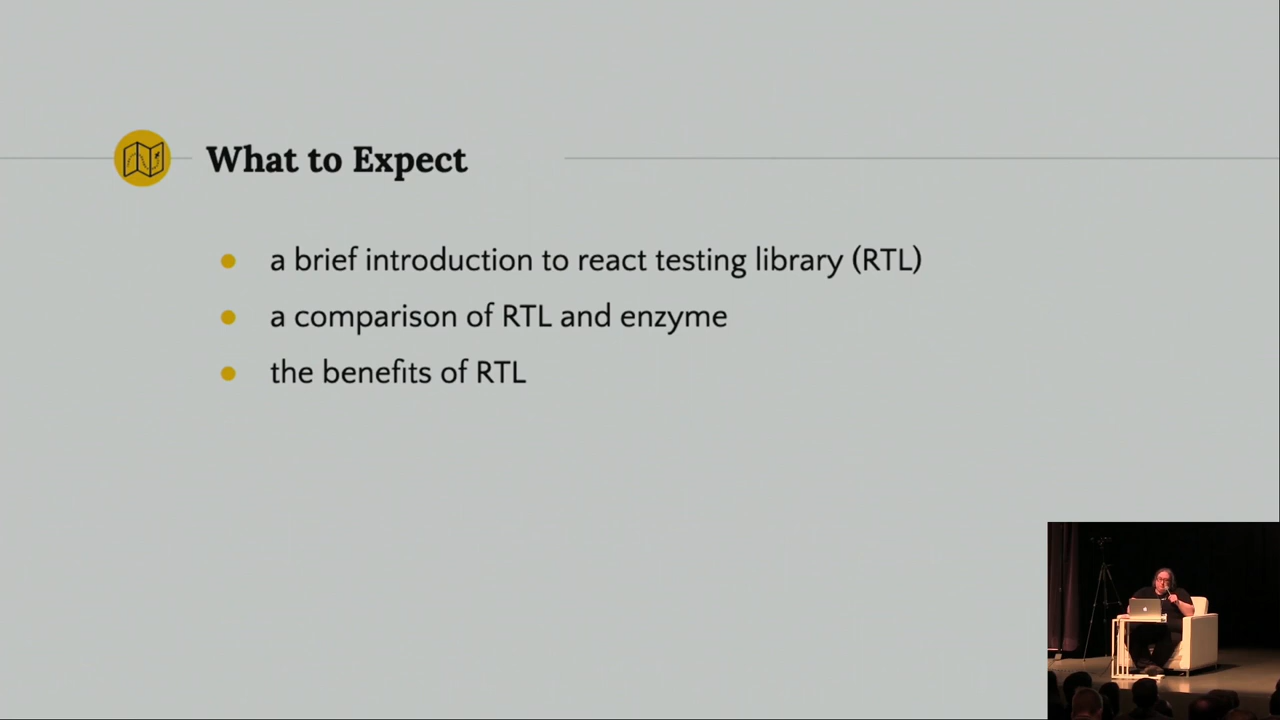 What to Expect
a brief introduction to react testing library (RTL)
a comparison of RTL and enzyme
the benefits of RTL